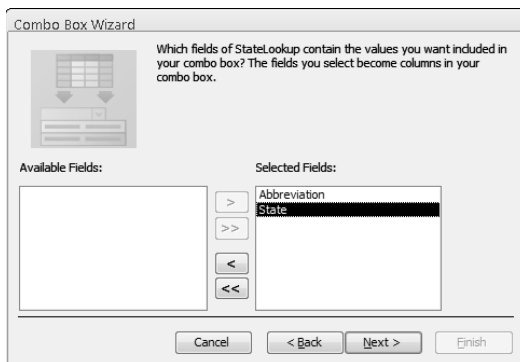 Combo Box Wizard
Which fields of StateLookup contain the values you want included in
your combo box? The fields you select become columns in your
combo box.
Available Fields:
Selected Fields:
Abbreviation
State
>
>>
<
<<
Cancel
< Back
Next >
Finish